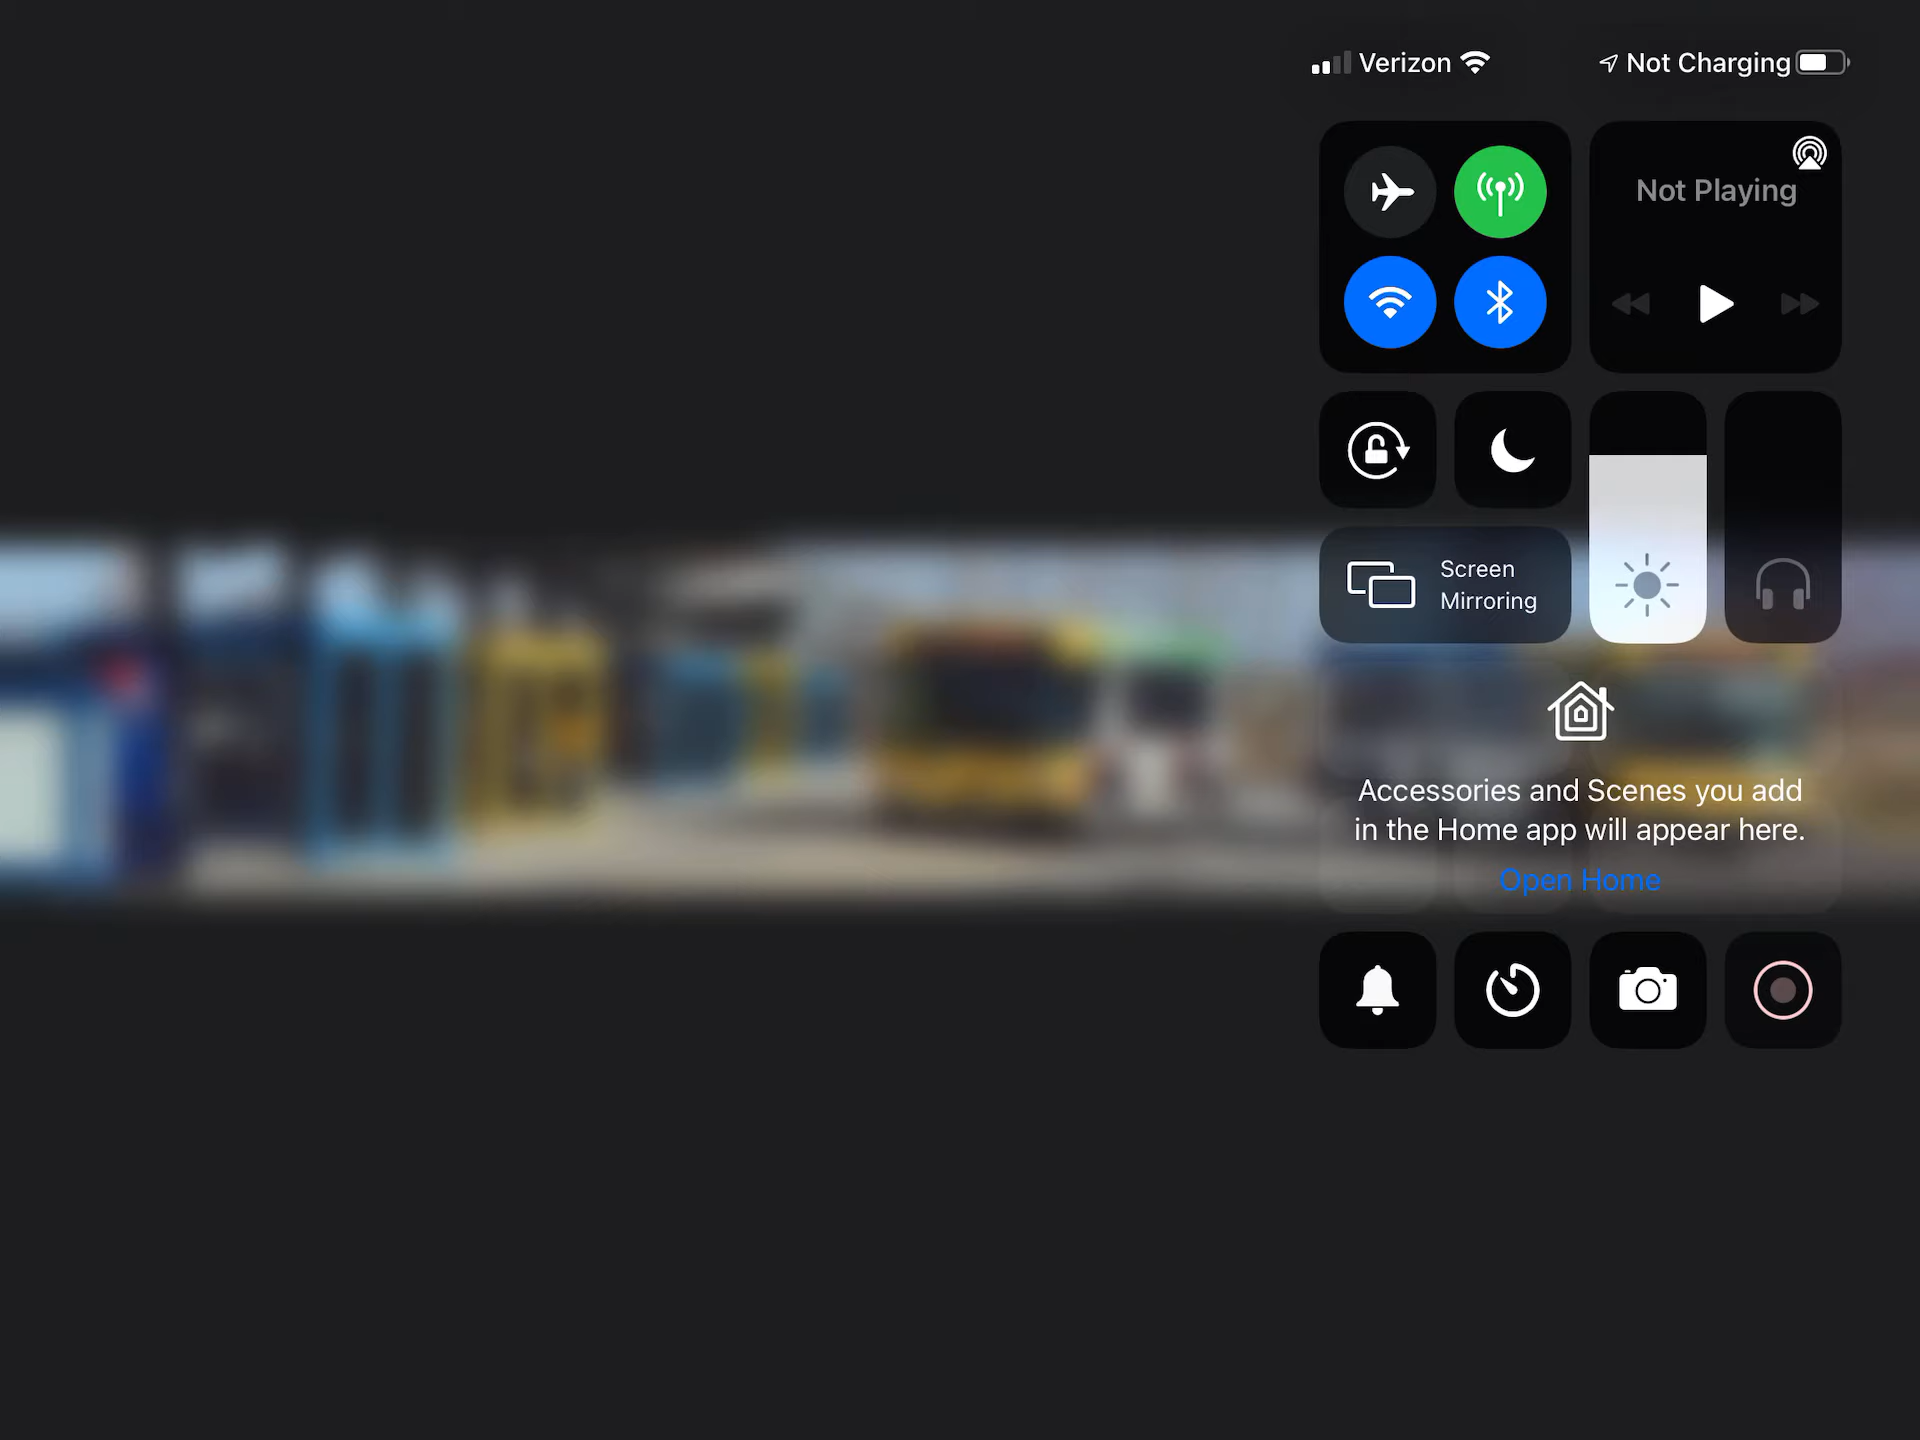 Verizon
Not Charging
Not Playing
Screen
Mirroring
Accessories and Scenes you add
in the Home app will appear here.
Open Home